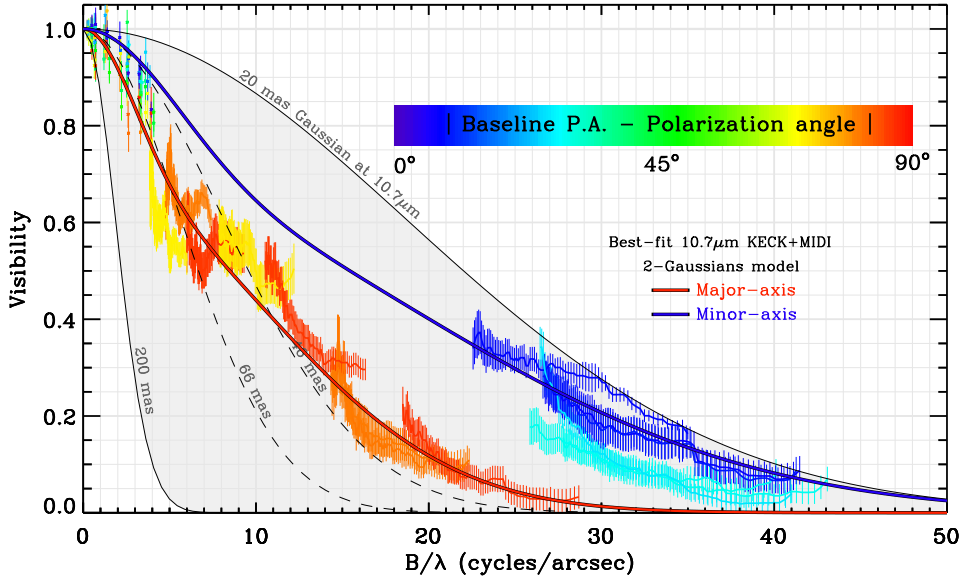 1.0
0.8
0.6
0.4
0.2
0.0
Visibility
20 mas Gaussian at 10.7μm
| Baseline P.A. – Polarization angle |
0° 45° 90°
Best-fit 10.7μm KECK+MIDI
2-Gaussians model
Major-axis
Minor-axis
200 mas
66 mas
mas
0 10 20 30 40 50
B/λ (cycles/arcsec)